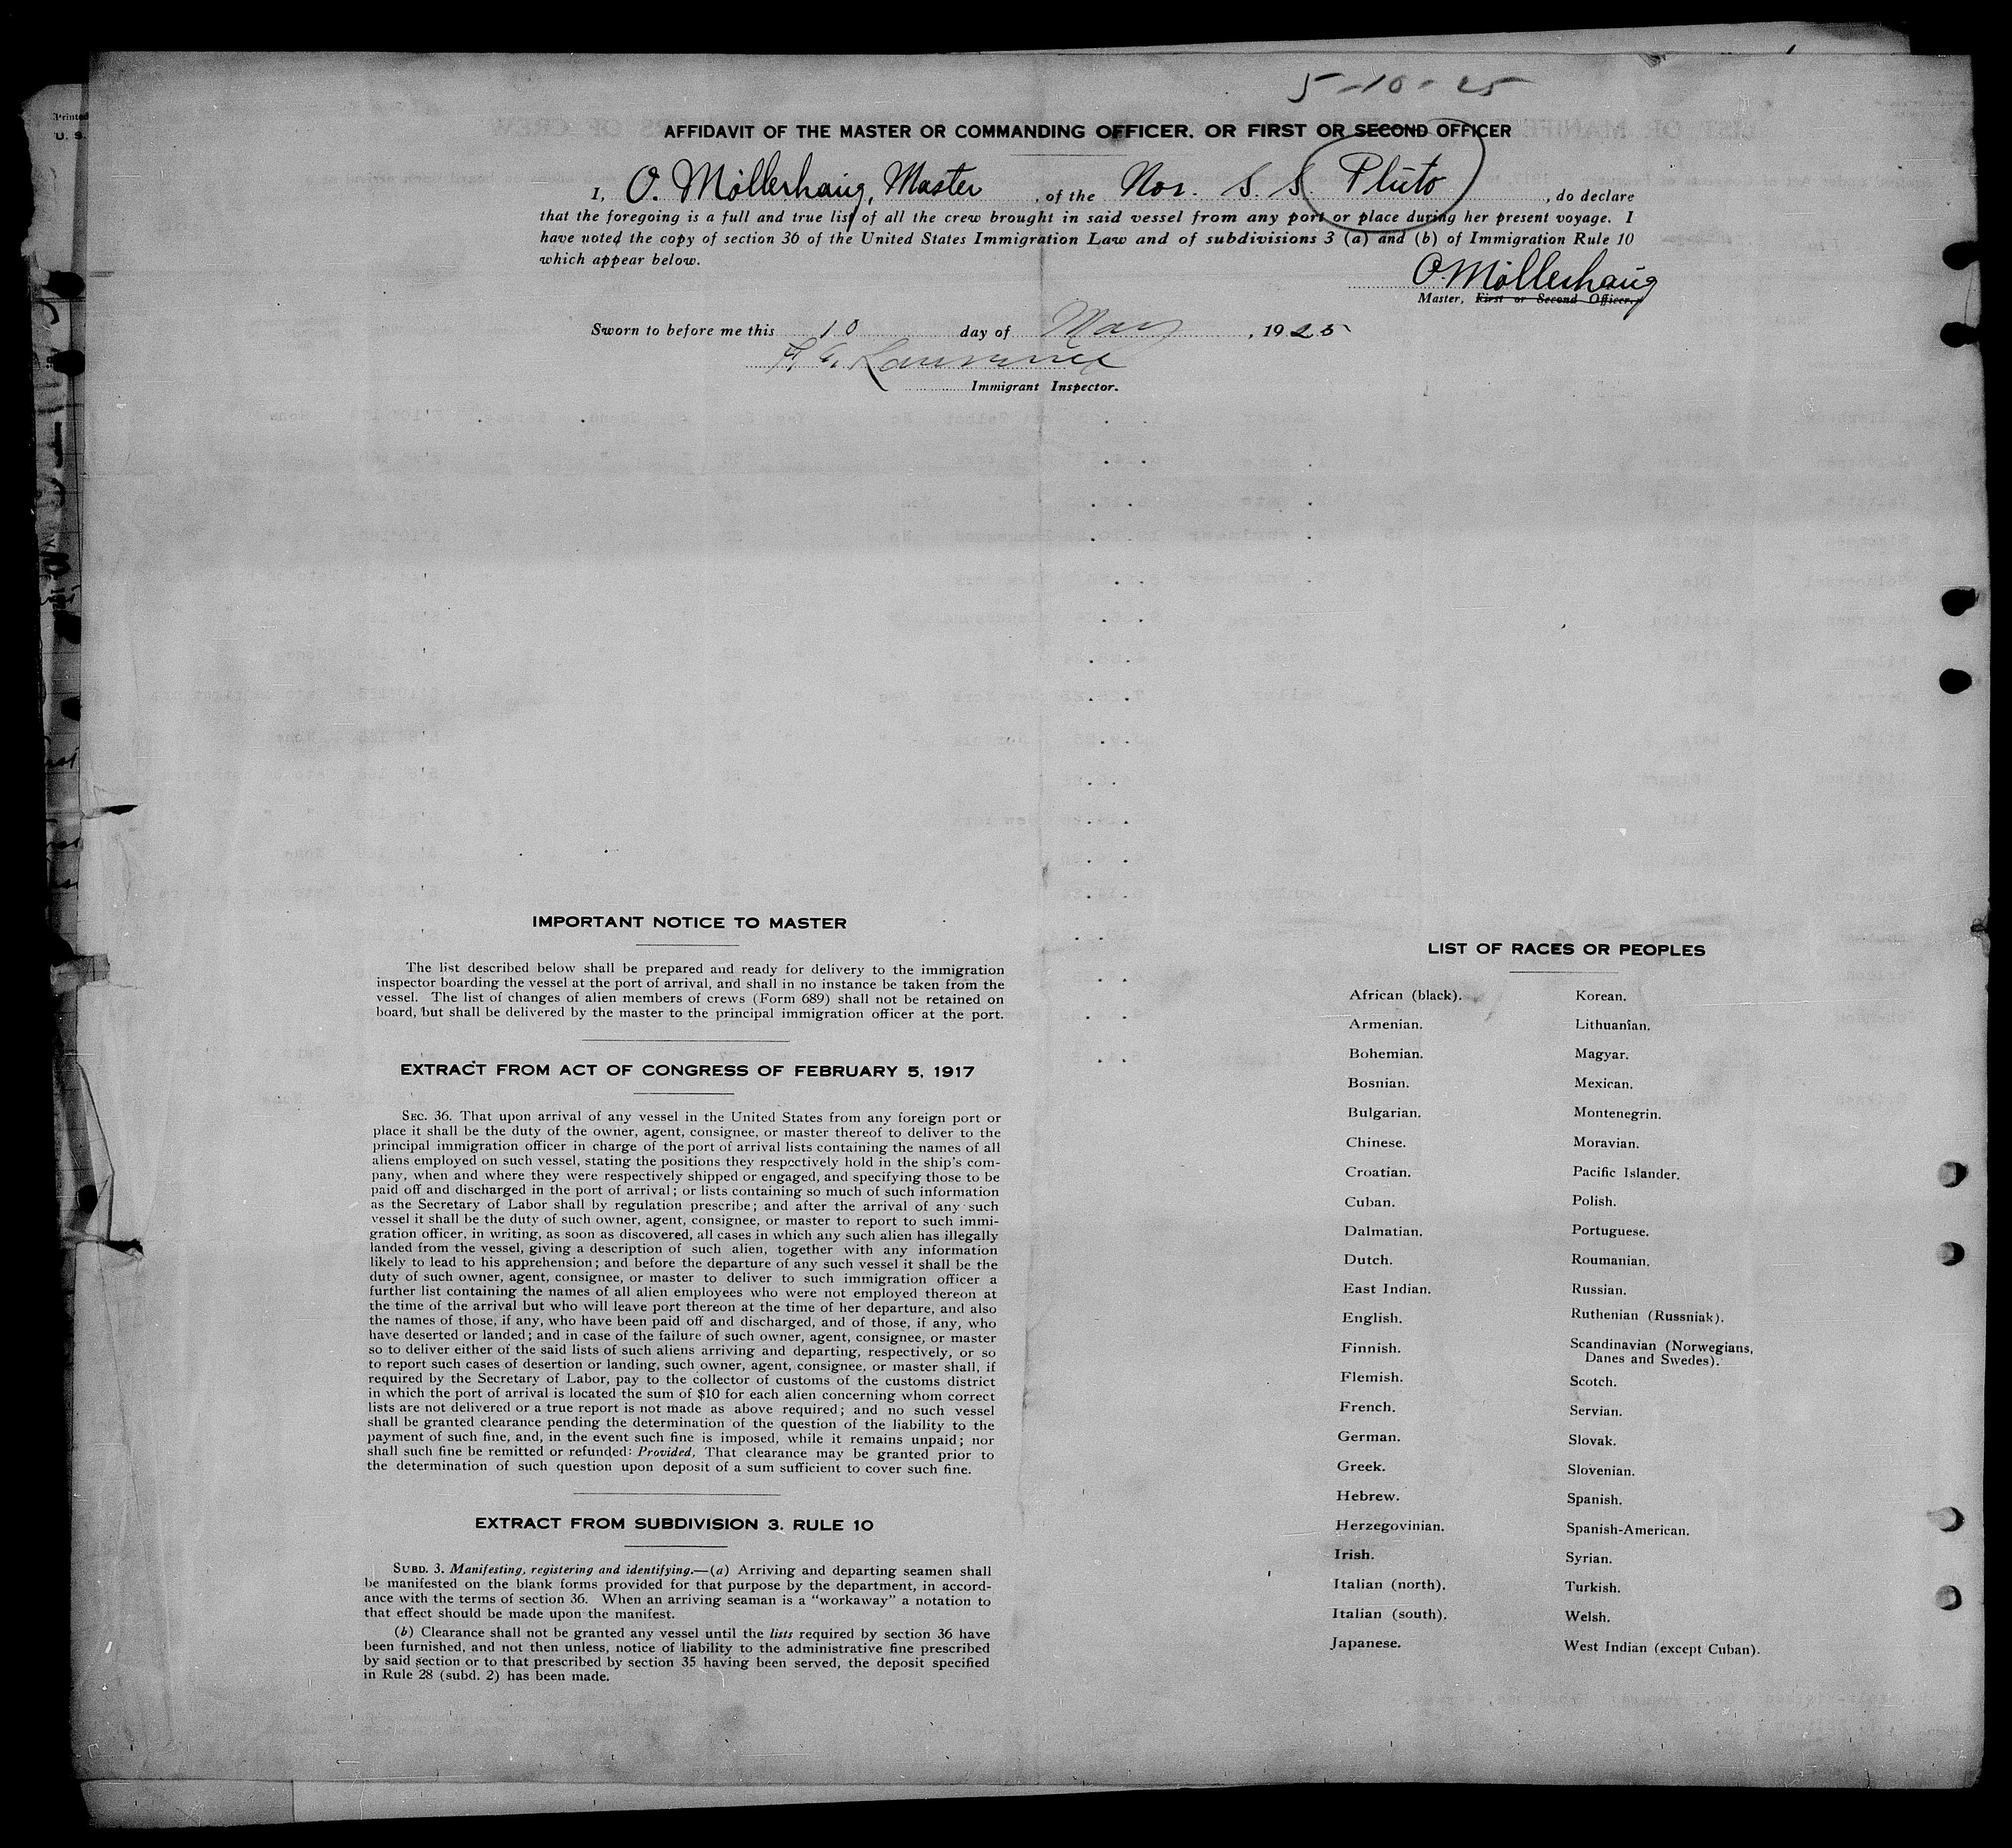 5-10-25
AFFIDAVIT OF THE MASTER OR COMMANDING OFFICER, OR FIRST OR SECOND OFFICER
I, O. Möllerhaug, Master, of the Nor. S. S. Pluto, do declare
that the foregoing is a full and true list of all the crew brought in said vessel from any port or place during her present voyage. I
have noted the copy of section 36 of the United States Immigration Law and of subdivisions 3 (a) and (b) of Immigration Rule 10
which appear below.
O. Möllerhaug
Master, First or Second Officer.
Sworn to before me this 10 day of May, 1925
Lawrence
Immigrant Inspector.
Printed
U. S.
IMPORTANT NOTICE TO MASTER
The list described below shall be prepared and ready for delivery to the immigration
inspector boarding the vessel at the port of arrival, and shall in no instance be taken from the
vessel. The list of changes of alien members of crews (Form 689) shall not be retained on
board, but shall be delivered by the master to the principal immigration officer at the port.
EXTRACT FROM ACT OF CONGRESS OF FEBRUARY 5, 1917
SEC. 36. That upon arrival of any vessel in the United States from any foreign port or
place it shall be the duty of the owner, agent, consignee, or master thereof to deliver to the
principal immigration officer in charge of the port of arrival lists containing the names of all
aliens employed on such vessel, stating the positions they respectively hold in the ship's com-
pany, when and where they were respectively shipped or engaged, and specifying those to be
paid off and discharged in the port of arrival; or lists containing so much of such information
as the Secretary of Labor shall by regulation prescribe; and after the arrival of any such
vessel it shall be the duty of such owner, agent, consignee, or master to report to such immi-
gration officer, in writing, as soon as discovered, all cases in which any such alien has illegally
landed from the vessel, giving a description of such alien, together with any information
likely to lead to his apprehension; and before the departure of any such vessel it shall be the
duty of such owner, agent, consignee, or master to deliver to such immigration officer a
further list containing the names of all alien employees who were not employed thereon at
the time of the arrival but who will leave port thereon at the time of her departure, and also
the names of those, if any, who have been paid off and discharged, and of those, if any, who
have deserted or landed; and in case of the failure of such owner, agent, consignee, or master
so to deliver either of the said lists of such aliens arriving and departing, respectively, or so
to report such cases of desertion or landing, such owner, agent, consignee, or master shall, if
required by the Secretary of Labor, pay to the collector of customs of the customs district
in which the port of arrival is located the sum of $10 for each alien concerning whom correct
lists are not delivered or a true report is not made as above required; and no such vessel
shall be granted clearance pending the determination of the question of the liability to the
payment of such fine, and, in the event such fine is imposed, while it remains unpaid; nor
shall such fine be remitted or refunded: Provided, That clearance may be granted prior to
the determination of such question upon deposit of a sum sufficient to cover such fine.
EXTRACT FROM SUBDIVISION 3, RULE 10
SUBD. 3. Manifesting, registering and identifying.—(a) Arriving and departing seamen shall
be manifested on the blank forms provided for that purpose by the department, in accord-
ance with the terms of section 36. When an arriving seaman is a "workaway" a notation to
that effect should be made upon the manifest.
(b) Clearance shall not be granted any vessel until the lists required by section 36 have
been furnished, and not then unless, notice of liability to the administrative fine prescribed
by said section or to that prescribed by section 35 having been served, the deposit specified
in Rule 28 (subd. 2) has been made.
LIST OF RACES OR PEOPLES
African (black).
Armenian.
Bohemian.
Bosnian.
Bulgarian.
Chinese.
Croatian.
Cuban.
Dalmatian.
Dutch.
East Indian.
English.
Finnish.
Flemish.
French.
German.
Greek.
Hebrew.
Herzegovinian.
Irish.
Italian (north).
Italian (south).
Japanese.
Korean.
Lithuanian.
Magyar.
Mexican.
Montenegrin.
Moravian.
Pacific Islander.
Polish.
Portuguese.
Roumanian.
Russian.
Ruthenian (Russniak).
Scandinavian (Norwegians,
Danes and Swedes).
Scotch.
Servian.
Slovak.
Slovenian.
Spanish.
Spanish-American.
Syrian.
Turkish.
Welsh.
West Indian (except Cuban).